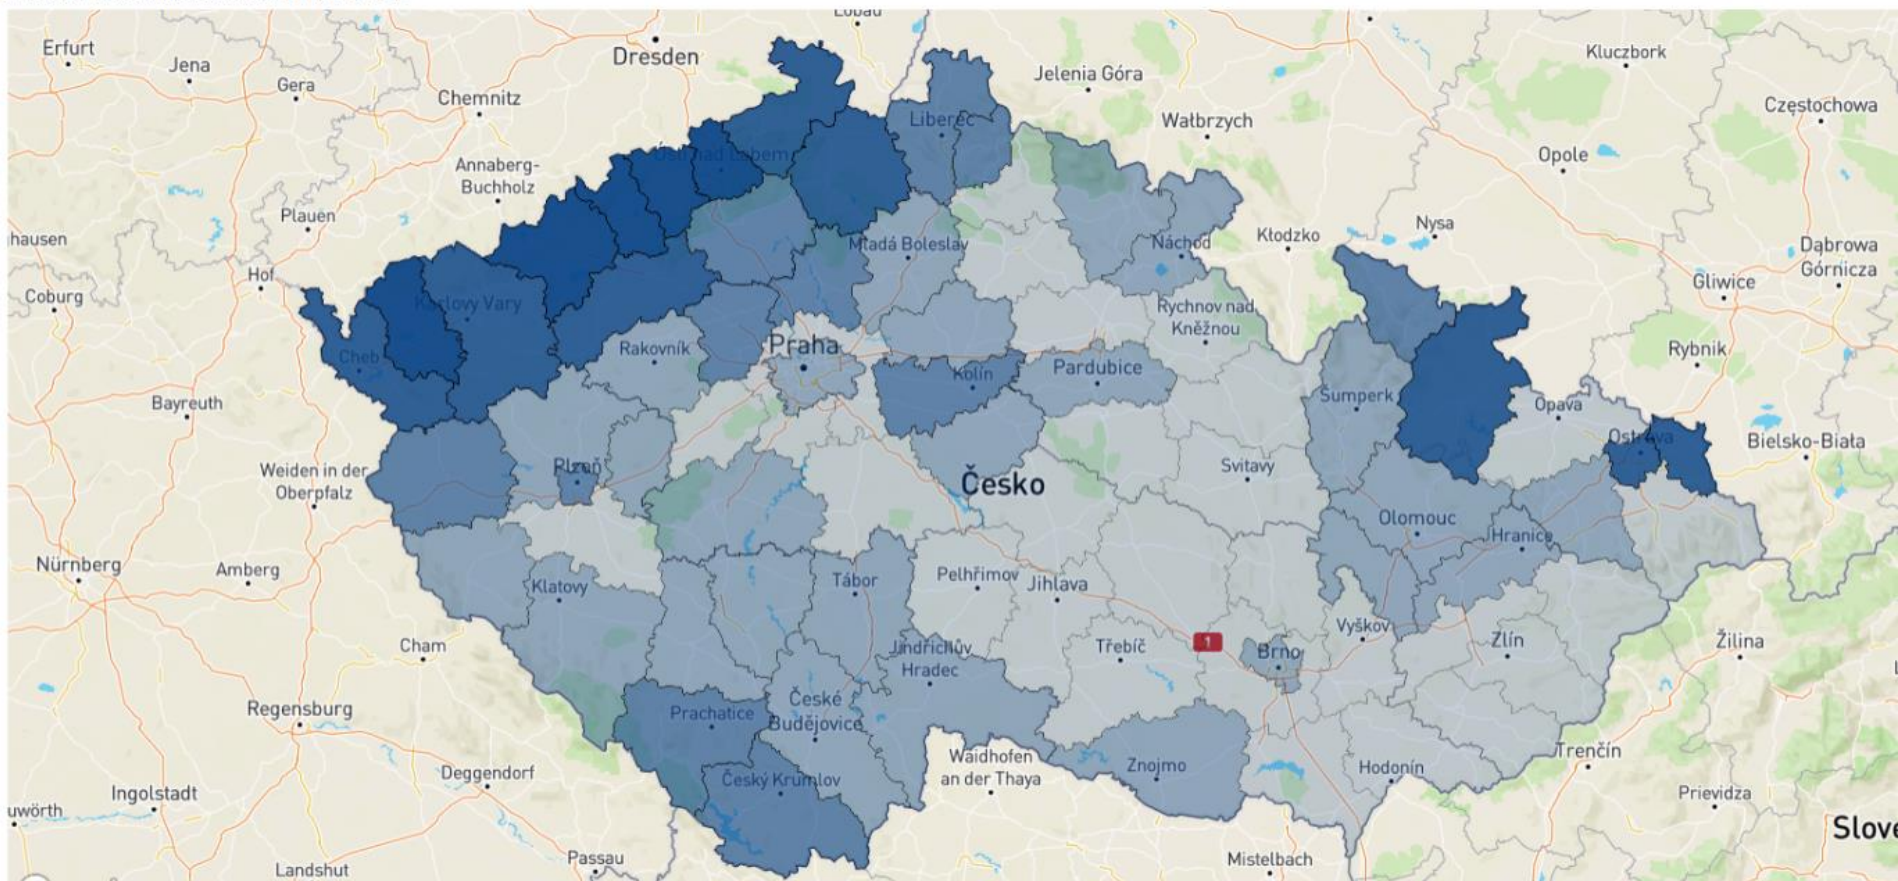 Löbau
Erfurt
Jena
Gera
Chemnitz
Dresden
Jelenia Góra
Kluczbork
Częstochowa
Annaberg-
Buchholz
Ústí nad Labem
Liberec
Wałbrzych
Opole
Plauen
Hof
Coburg
Karlovy Vary
Cheb
Mladá Boleslav
Náchod
Kłodzko
Nysa
Dąbrowa
Górnicza
Gliwice
Rybnik
Rychnov nad
Kněžnou
Rakovník
Praha
Kolín
Pardubice
Šumperk
Opava
Ostrava
Bielsko-Biała
Bayreuth
Weiden in der
Oberpfalz
Plzeň
Česko
Svitavy
Olomouc
Hranice
Nürnberg
Amberg
Klatovy
Tábor
Pelhřimov
Jihlava
Cham
Jindřichův
Hradec
Třebíč
1
Brno
Vyškov
Zlín
Žilina
Regensburg
Prachatice
České
Budějovice
Český Krumlov
Waidhofen
an der Thaya
Znojmo
Hodonín
Trenčín
Prievidza
Deggendorf
Ingolstadt
Landshut
Passau
Mistelbach